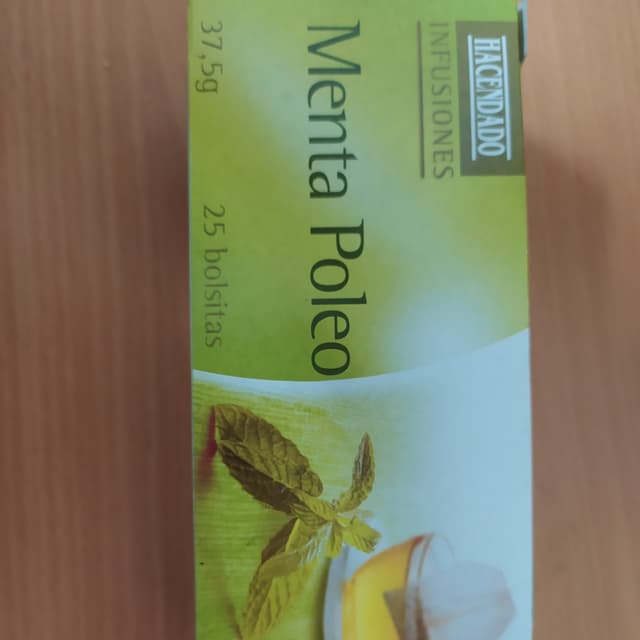 HACENDADO
INFUSIONES
Menta Poleo
37,5g 25 bolsitas